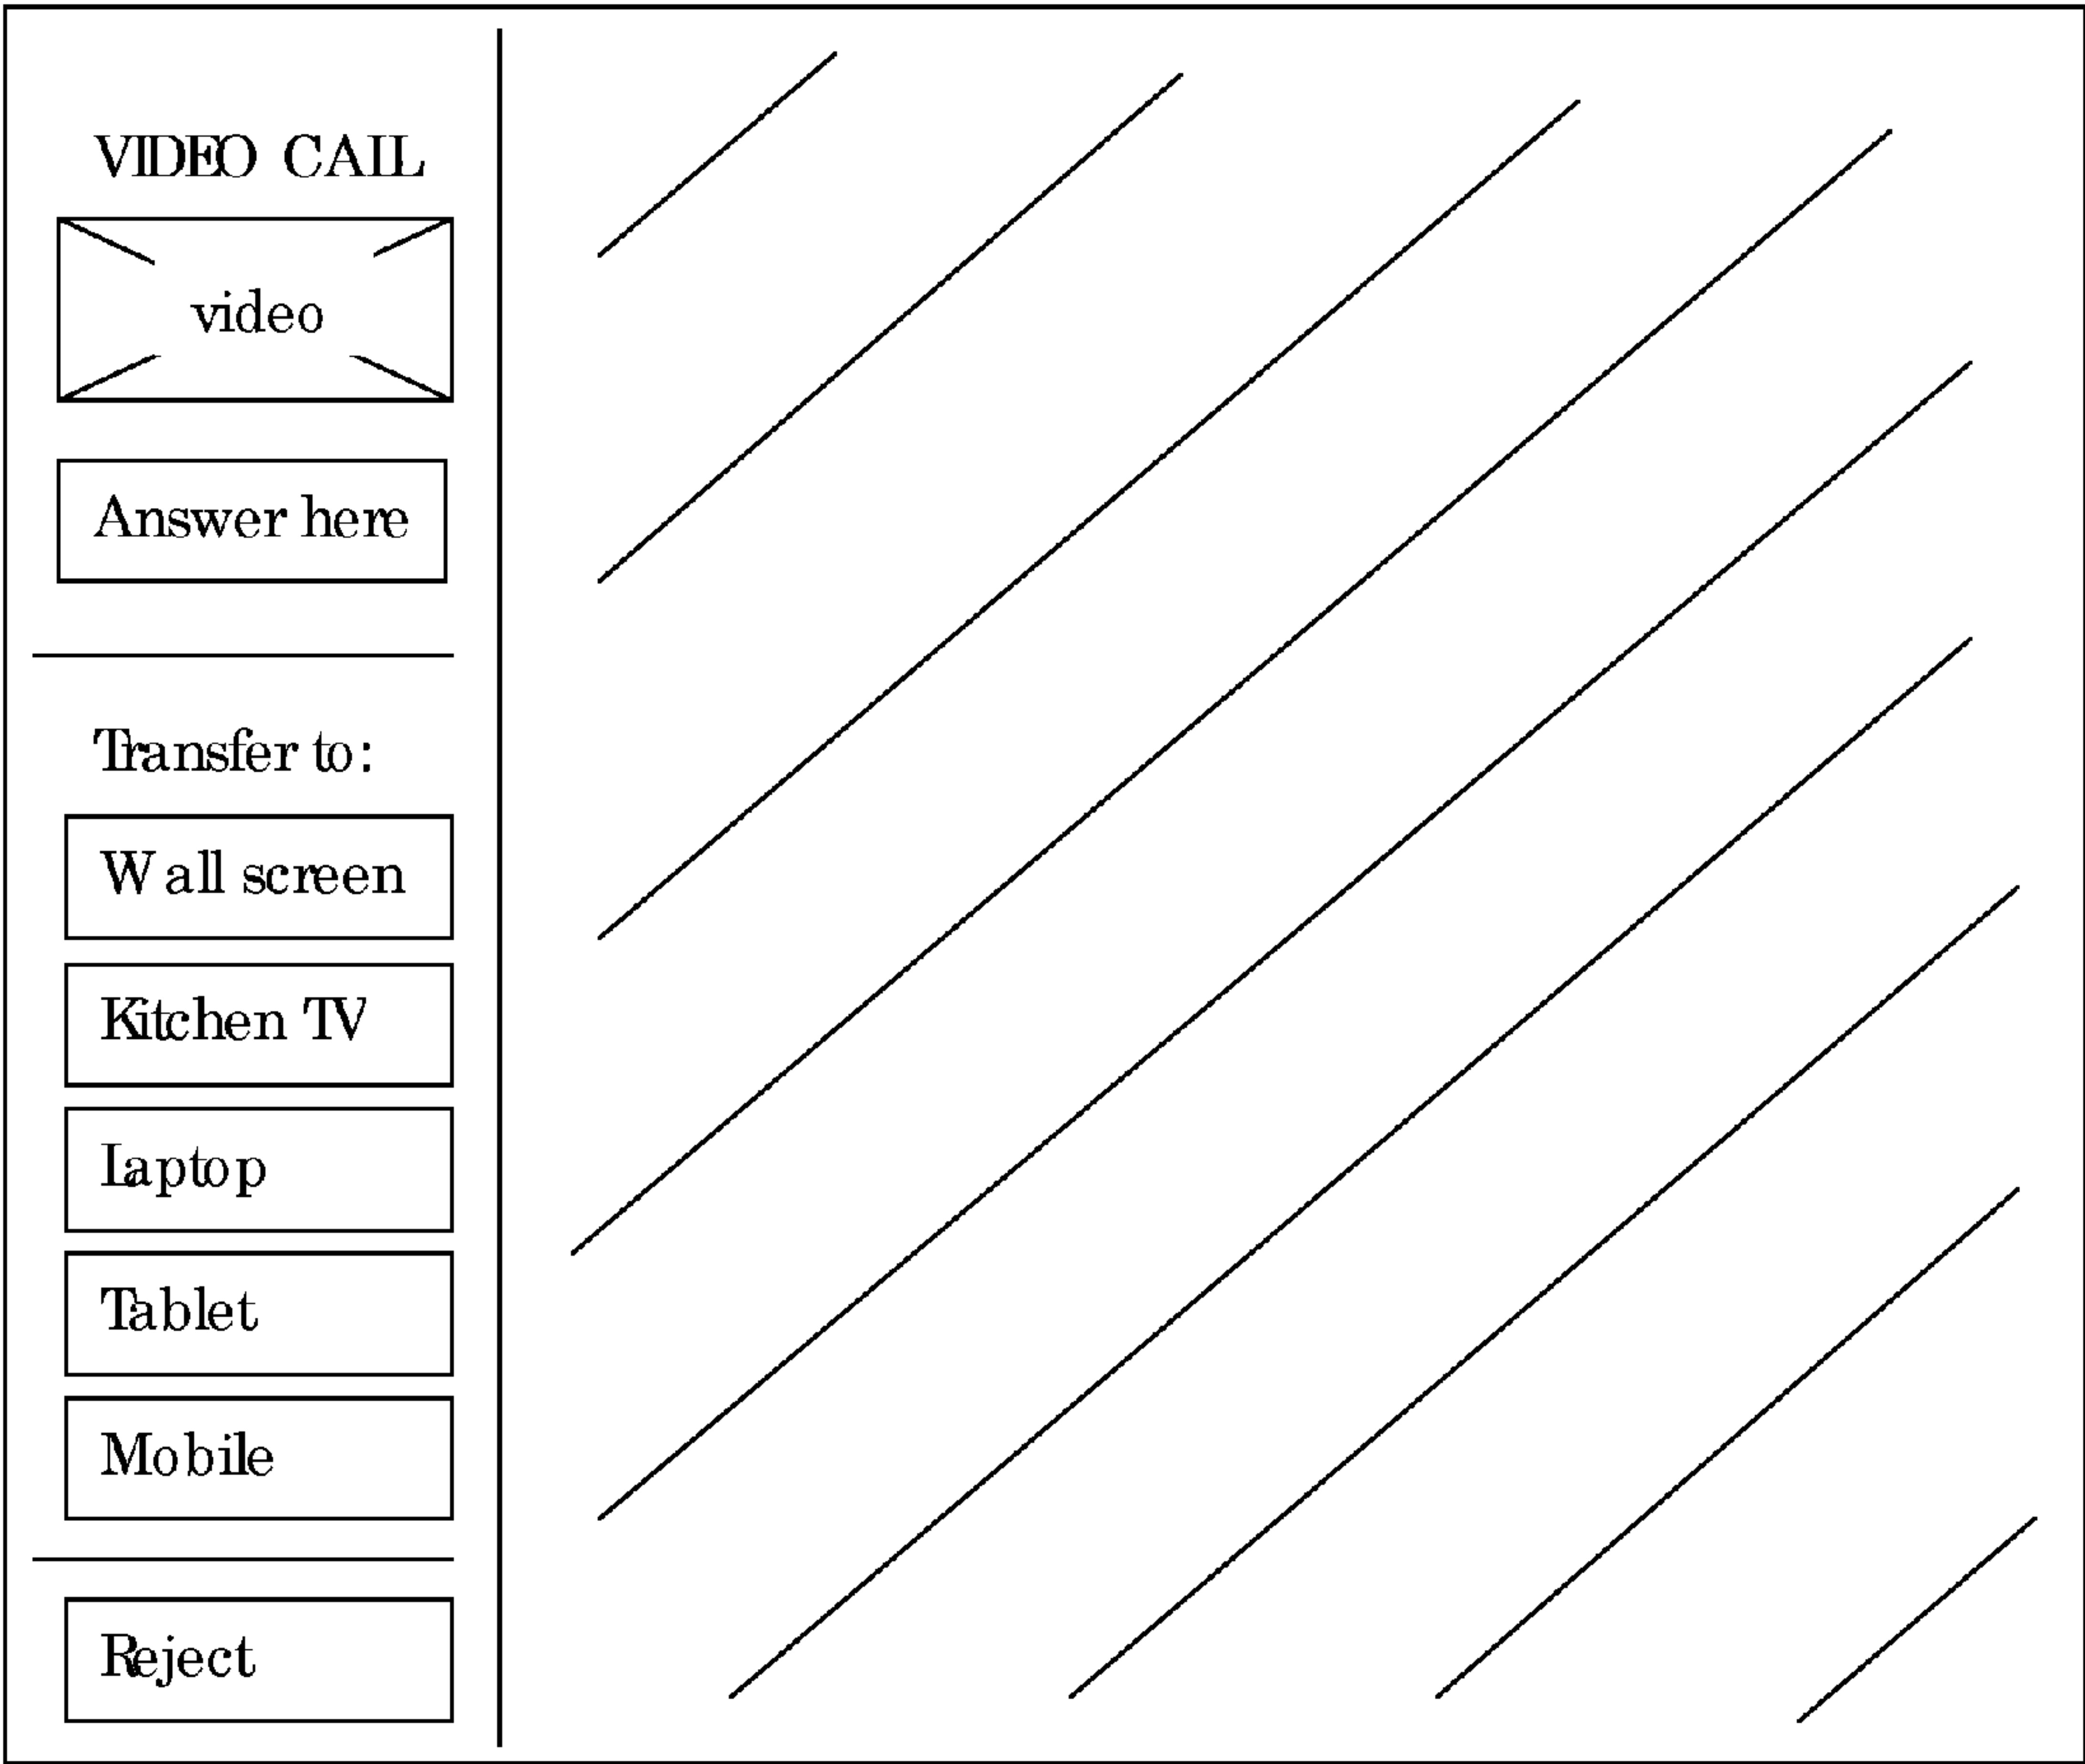 VIDEO CALL
video
Answer here
Transfer to:
Wall screen
Kitchen TV
Laptop
Tablet
Mobile
Reject